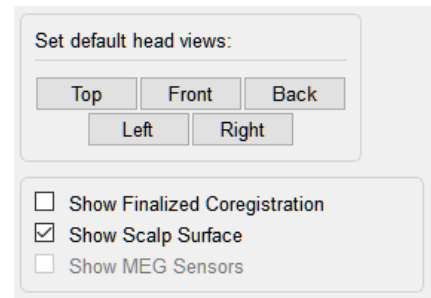 Set default head views:
Top Front Back
Left Right
Show Finalized Coregistration
Show Scalp Surface
Show MEG Sensors